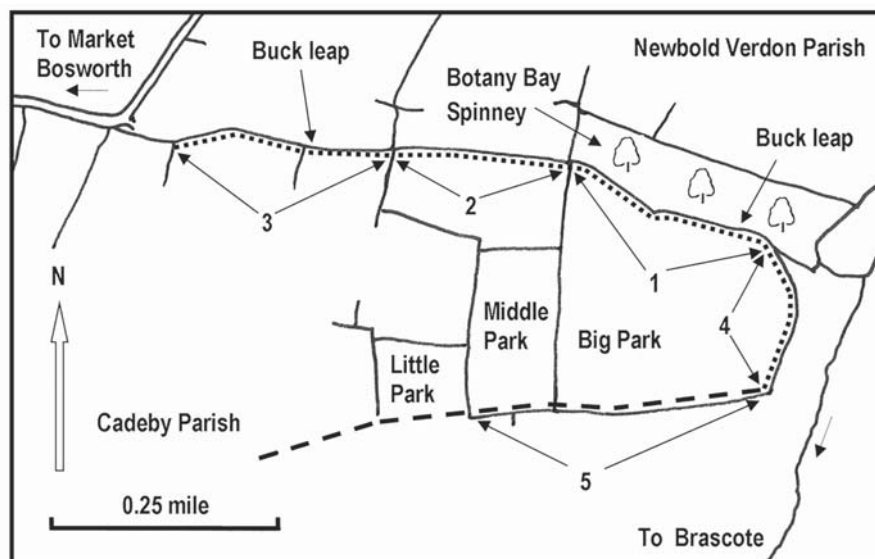 To Market
Bosworth
Buck leap
Newbold Verdon Parish
Botany Bay
Spinney
Buck leap
3
2
1
N
4
Middle
Park
Big Park
Little
Park
Cadeby Parish
5
0.25 mile
To Brascote